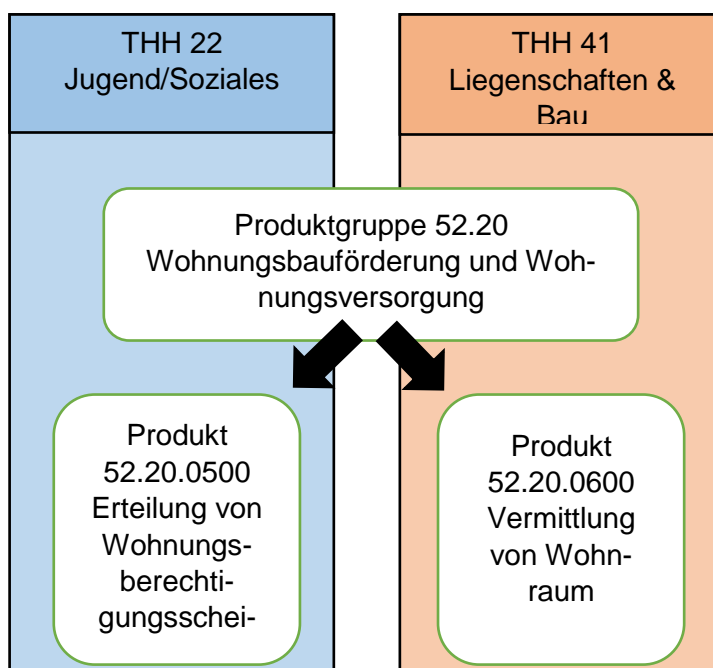 THH 22
Jugend/Soziales
THH 41
Liegenschaften &
Bau
Produktgruppe 52.20
Wohnungsbauförderung und Woh-
nungsversorgung
Produkt
52.20.0500
Erteilung von
Wohnungs-
berechti-
gungsschei-
Produkt
52.20.0600
Vermittlung
von Wohn-
raum